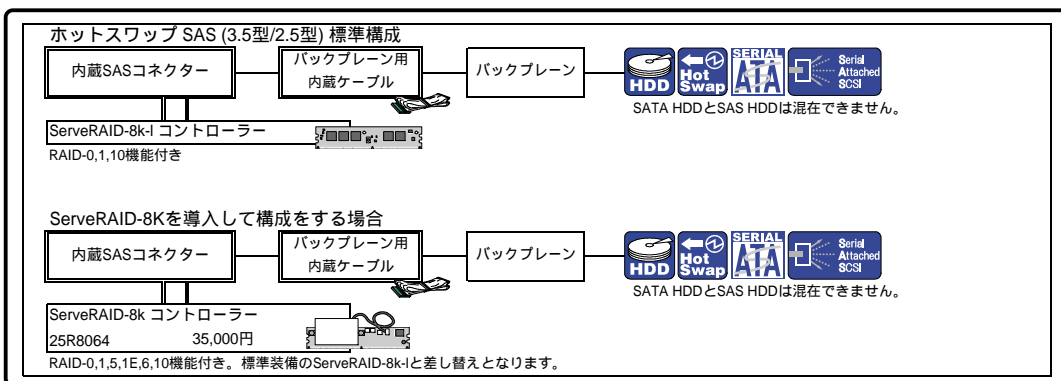 ホットスワップ SAS (3.5型/2.5型) 標準構成
内蔵SASコネクター
バックプレーン用
内蔵ケーブル
バックプレーン
HDD
Hot
Swap
SERIAL
ATA
Serial
Attached
SCSI
SATA HDDとSAS HDDは混在できません。
ServeRAID-8k-l コントローラー
RAID-0,1,10機能付き
ServeRAID-8Kを導入して構成をする場合
内蔵SASコネクター
バックプレーン用
内蔵ケーブル
バックプレーン
HDD
Hot
Swap
SERIAL
ATA
Serial
Attached
SCSI
SATA HDDとSAS HDDは混在できません。
ServeRAID-8k コントローラー
25R8064 35,000円
RAID-0,1,5,1E,6,10機能付き。標準装備のServeRAID-8k-lと差し替えとなります。